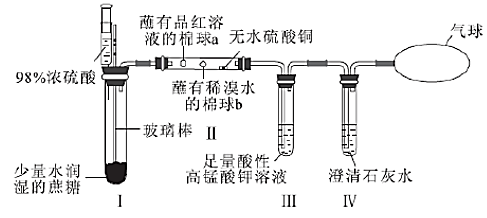 蘸有品红溶
液的棉球a
无水硫酸铜
气球
98%浓硫酸
蘸有稀溴水
的棉球b
II
玻璃棒
少量水润
湿的蔗糖
足量酸性
高锰酸钾溶液
澄清石灰水
I
III
IV